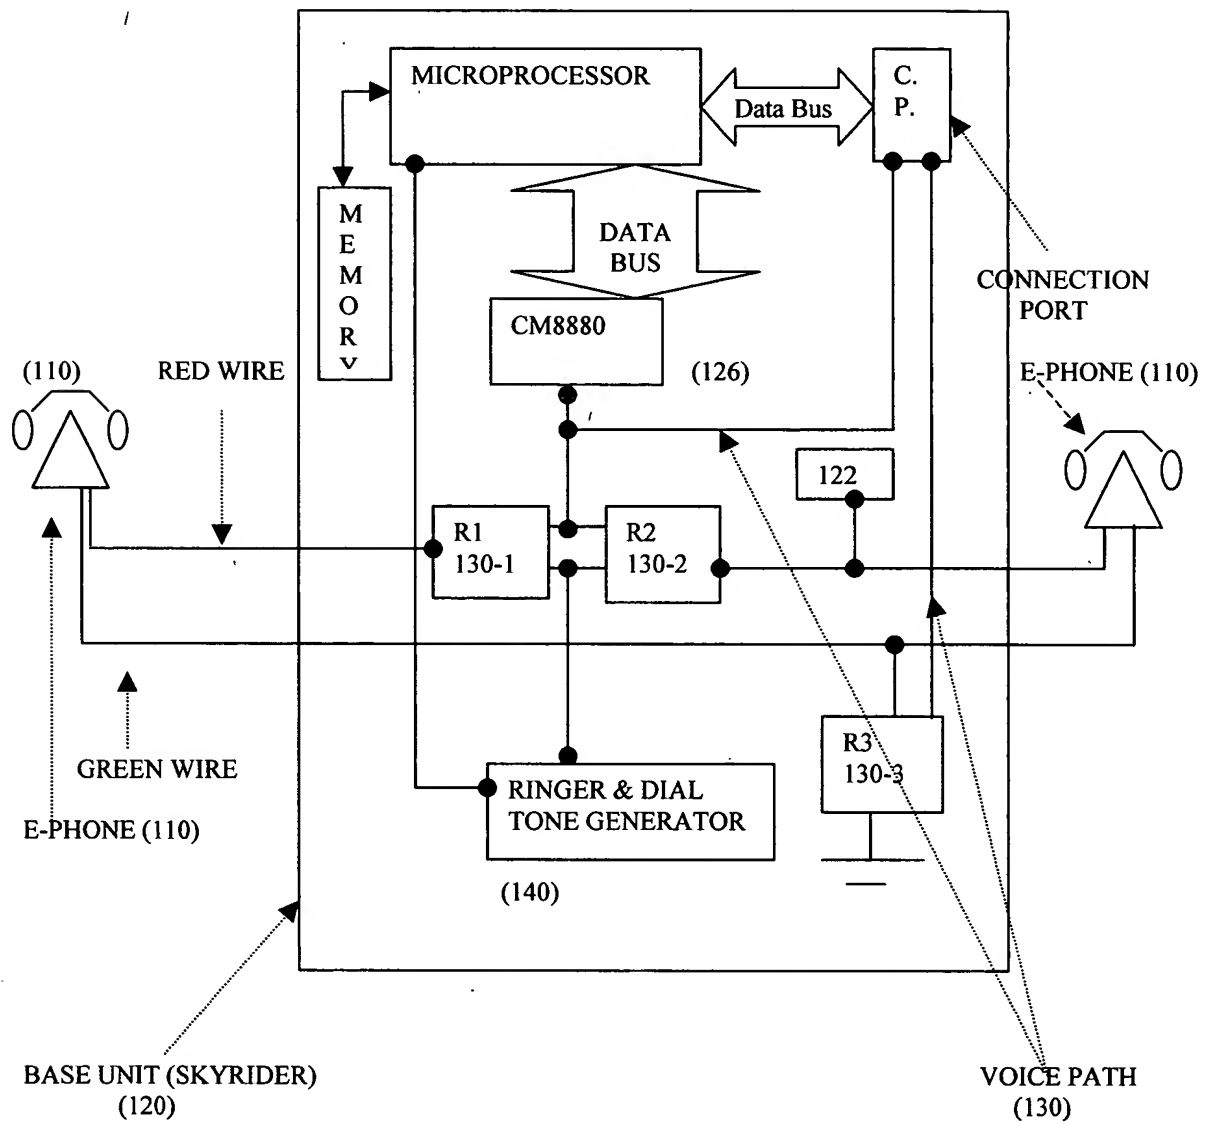 MICROPROCESSOR
C.
P.
Data Bus
M
E
M
O
R
Y
DATA
BUS
CONNECTION
PORT
CM8880
(126)
(110)
RED WIRE
E-PHONE (110)
122
R1
130-1
R2
130-2
R3
130-3
GREEN WIRE
E-PHONE (110)
RINGER & DIAL
TONE GENERATOR
(140)
BASE UNIT (SKYRIDER)
(120)
VOICE PATH
(130)